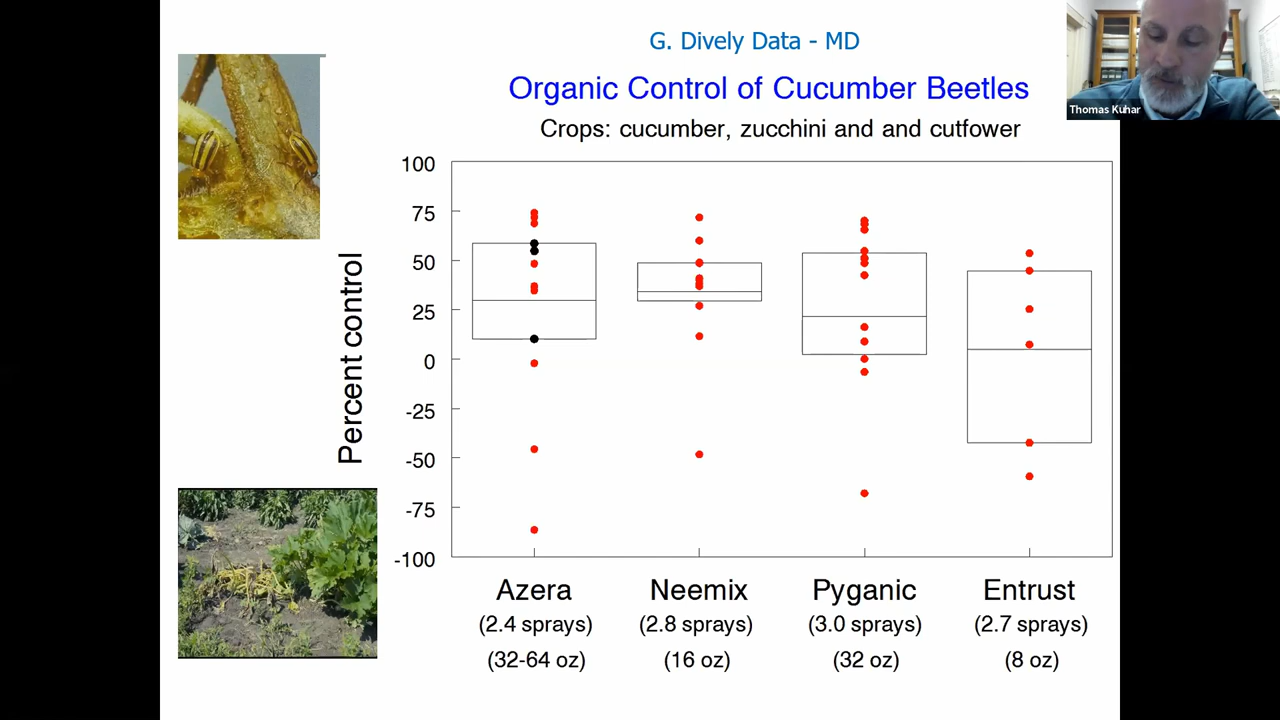 G. Dively Data - MD
Organic Control of Cucumber Beetles
Crops: cucumber, zucchini and and cutfower
Thomas Kuhar
Percent control
100
75
50
25
0
-25
-50
-75
-100
Azera
Neemix
Pyganic
Entrust
(2.4 sprays)
(2.8 sprays)
(3.0 sprays)
(2.7 sprays)
(32-64 oz)
(16 oz)
(32 oz)
(8 oz)